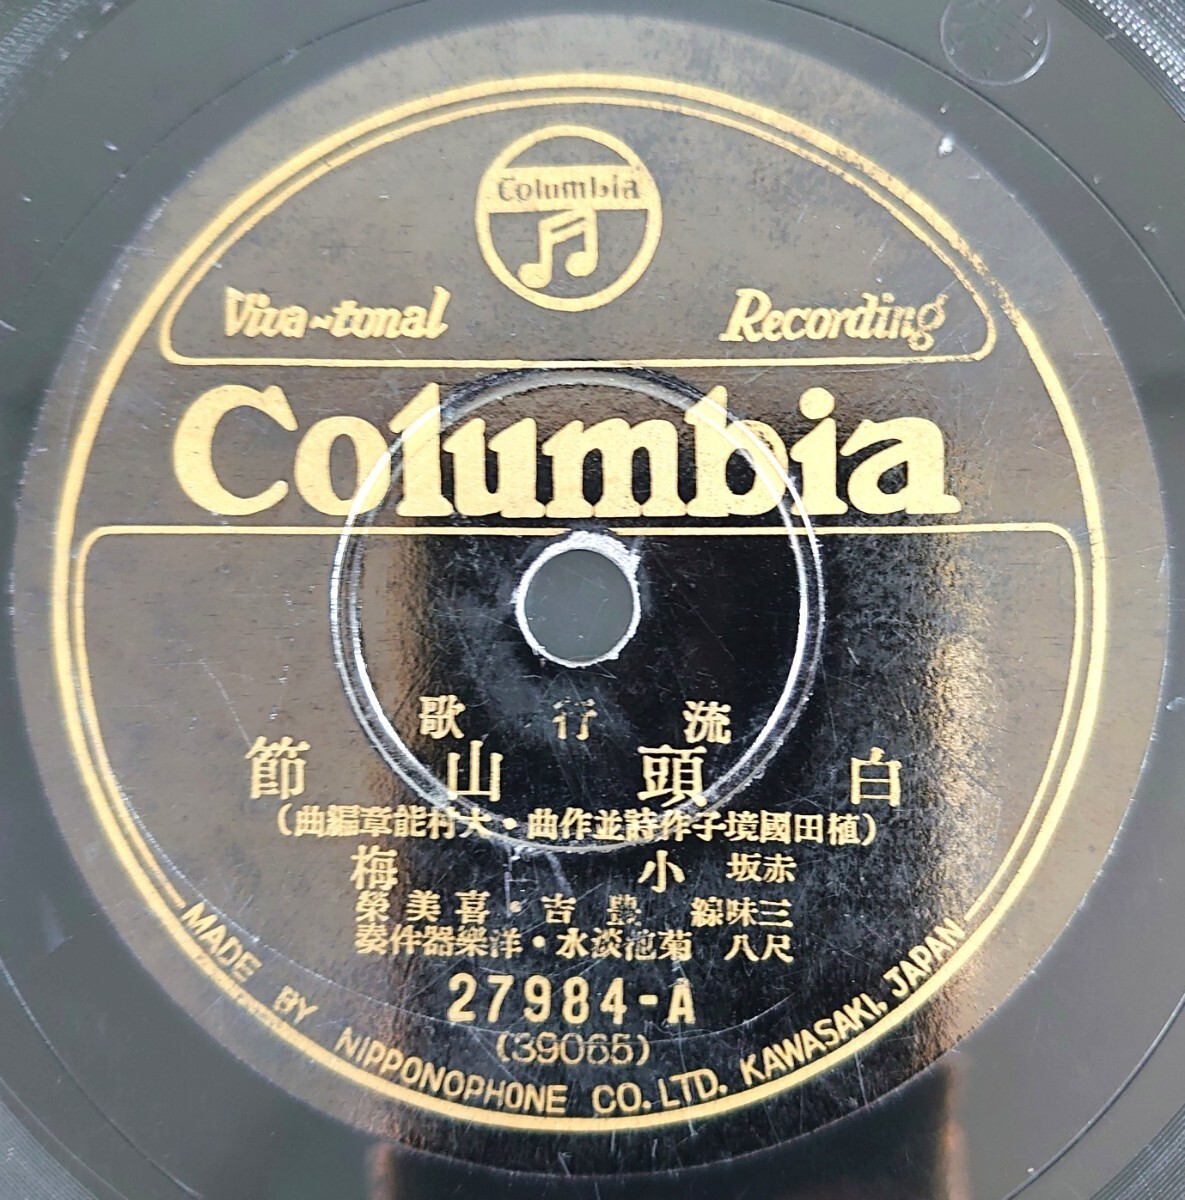 Columbia
Viva-tonal Recording
Columbia
流行歌
白頭山節
(植田國境子作詩並作曲・大村能章編曲)
赤坂 小梅
三味線 豊吉・喜美榮
尺八 菊池淡水・洋樂器伴奏
27984-A
(39065)
MADE BY NIPPONOPHONE CO. LTD. KAWASAKI, JAPAN